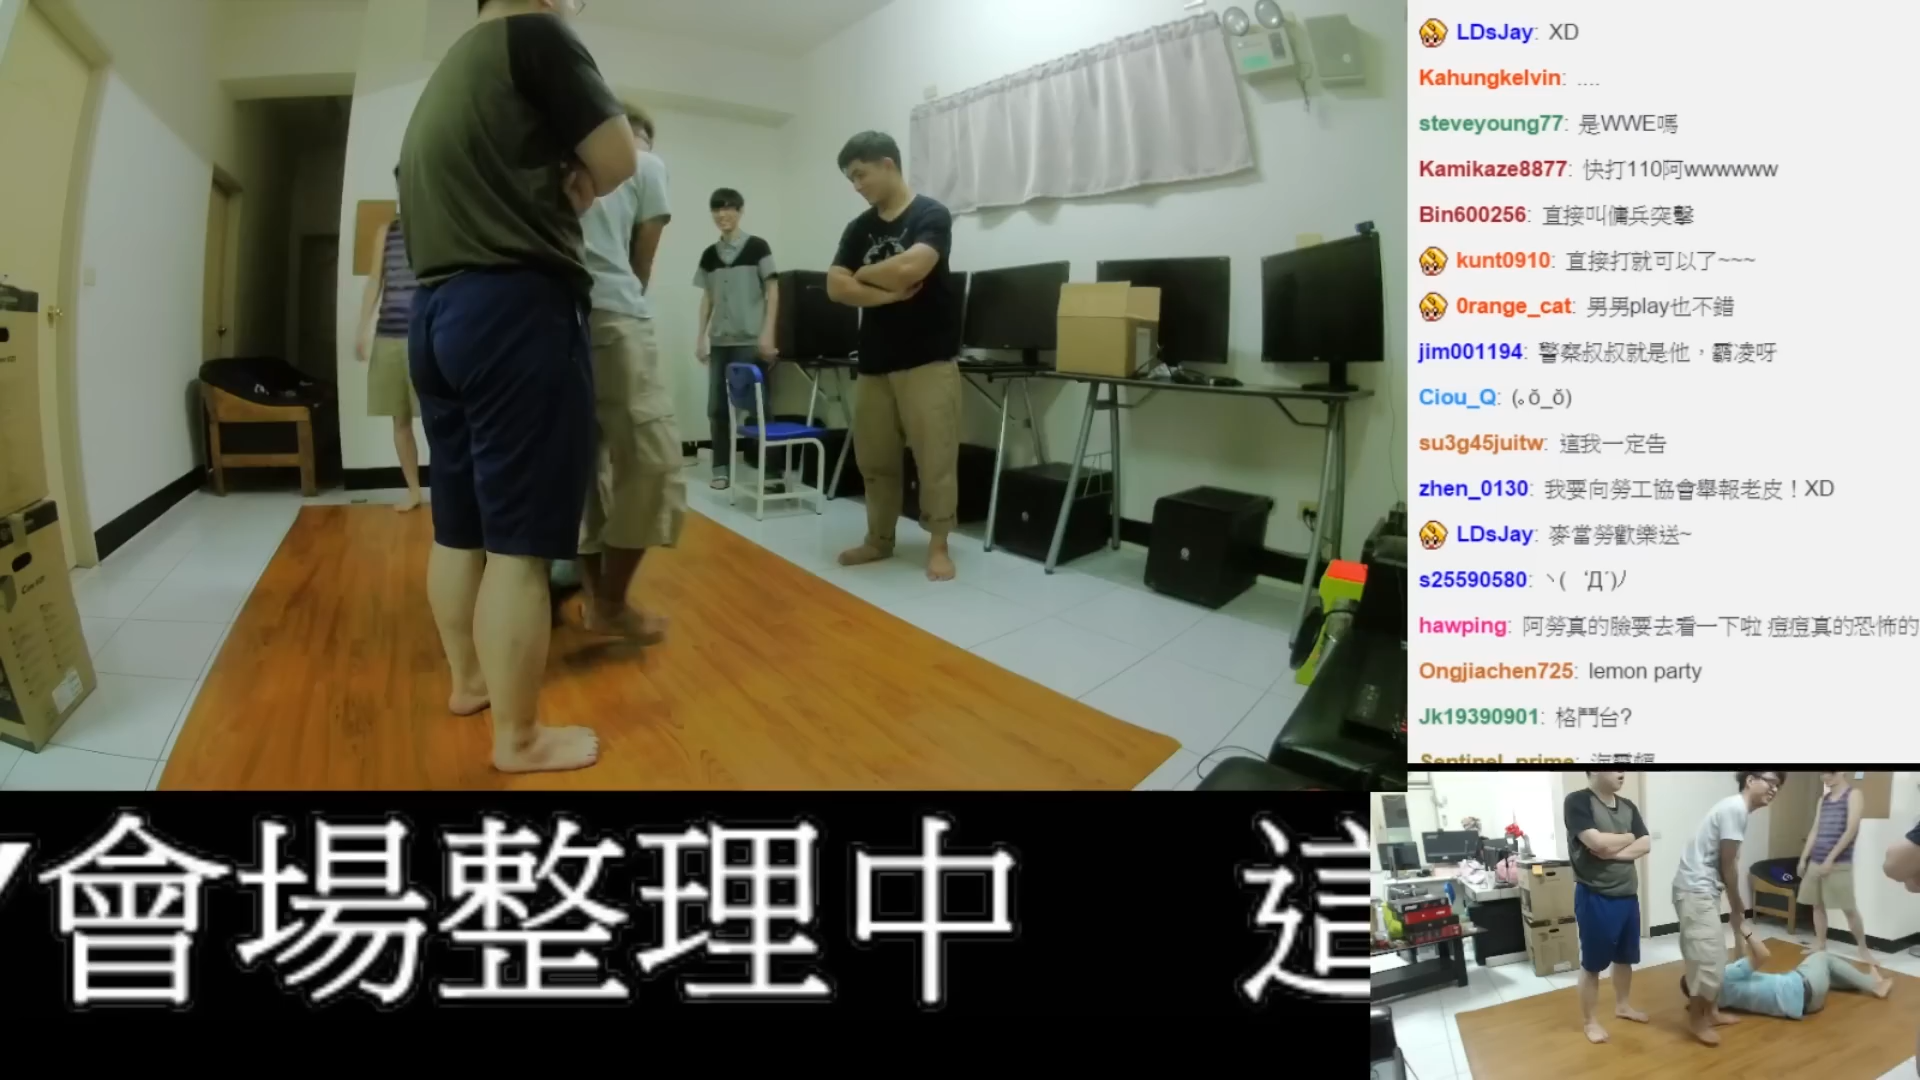 LDsJay: XD
Kahungkelvin: ....
steveyoung77: 是WWE嗎
Kamikaze8877: 快打110阿wwwwww
Bin600256: 直接叫傭兵突擊
kunt0910: 直接打就可以了~~~
0range_cat: 男男play也不錯
jim001194: 警察叔叔就是他，霸凌呀
Ciou_Q: (｡ŏ_ŏ)
su3g45juitw: 這我一定告
zhen_0130: 我要向勞工協會舉報老皮！XD
LDsJay: 麥當勞歡樂送~
s25590580: ヽ( ‘Д´)ﾉ
hawping: 阿勞真的臉要去看一下啦 痘痘真的恐怖的
Ongjiachen725: lemon party
Jk19390901: 格鬥台?
Sentinel_prime:
會場整理中 這